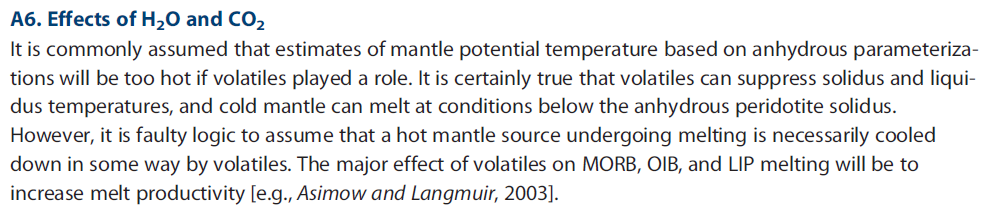 A6. Effects of H₂O and CO₂
It is commonly assumed that estimates of mantle potential temperature based on anhydrous parameteriza-
tions will be too hot if volatiles played a role. It is certainly true that volatiles can suppress solidus and liqui-
dus temperatures, and cold mantle can melt at conditions below the anhydrous peridotite solidus.
However, it is faulty logic to assume that a hot mantle source undergoing melting is necessarily cooled
down in some way by volatiles. The major effect of volatiles on MORB, OIB, and LIP melting will be to
increase melt productivity [e.g., Asimow and Langmuir, 2003].